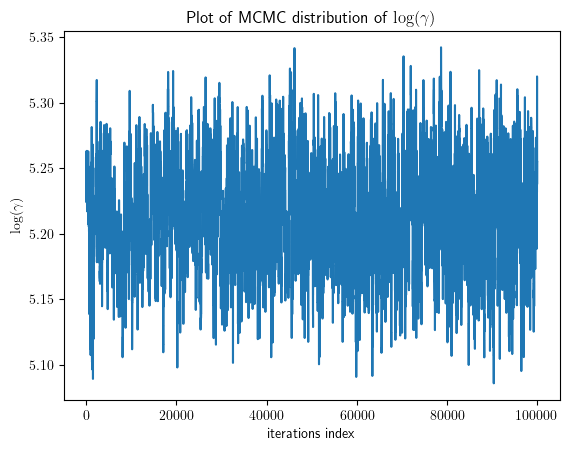 Plot of MCMC distribution of log(γ)
5.35
5.30
5.25
5.20
5.15
5.10
log(γ)
0 20000 40000 60000 80000 100000
iterations index